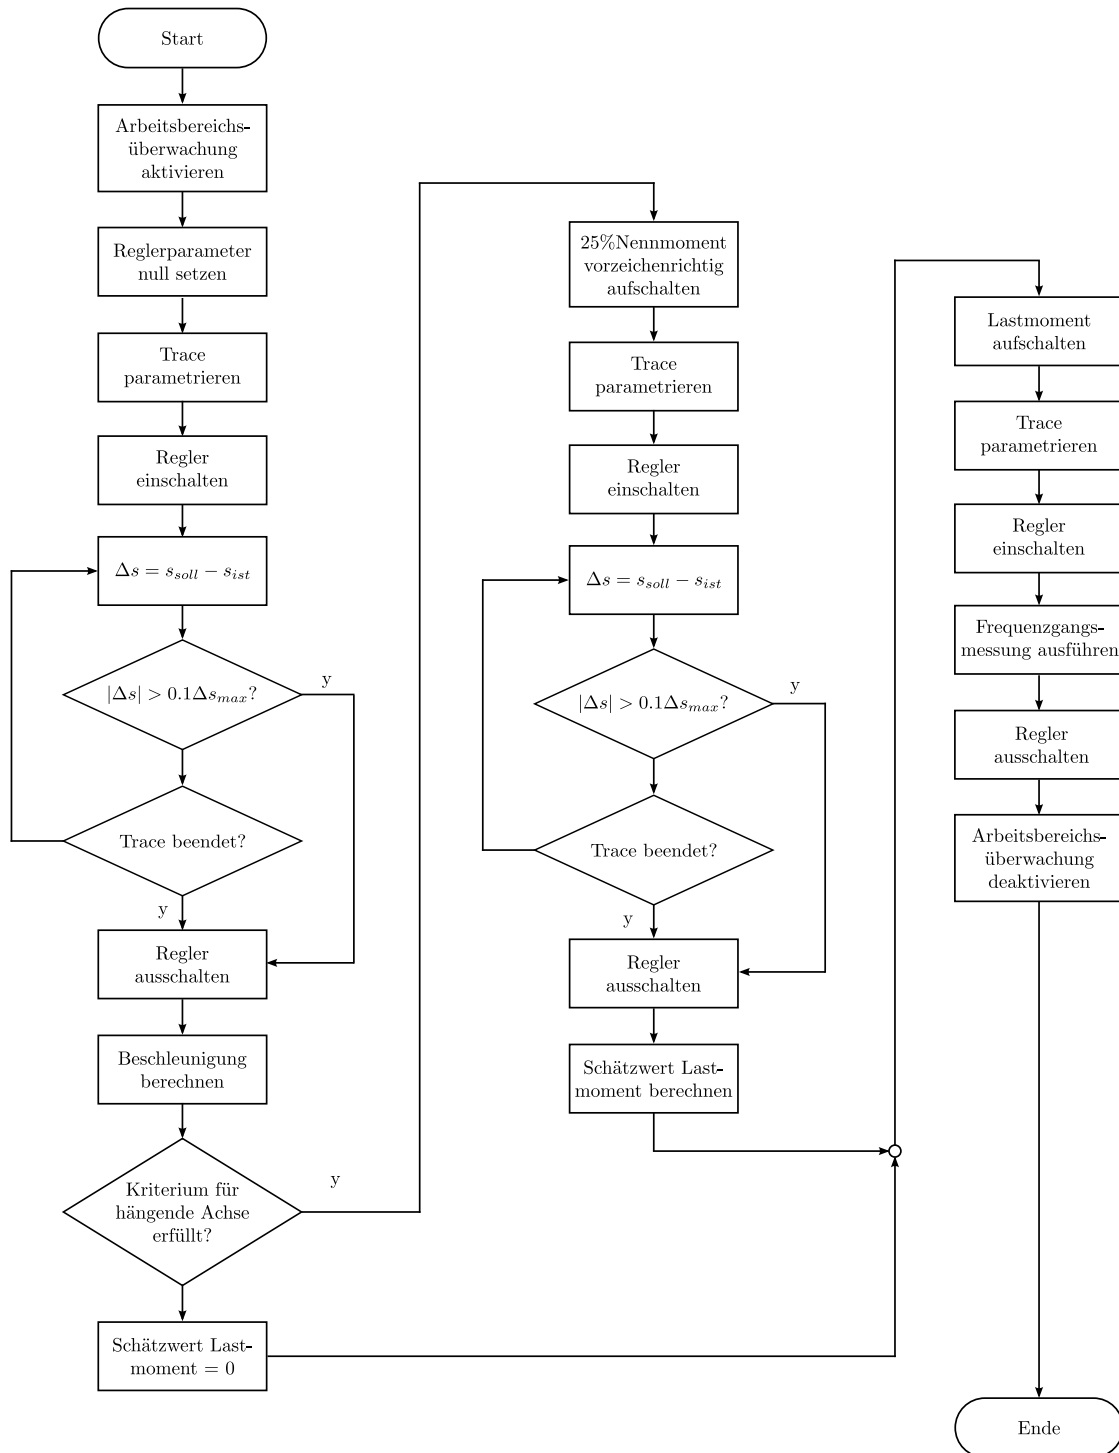 Start
Arbeitsbereichs-
überwachung
aktivieren
Reglerparameter
null setzen
Trace
parametrieren
Regler
einschalten
Δs = s_soll − s_ist
|Δs| > 0.1Δs_max?
y
Trace beendet?
y
Regler
ausschalten
Beschleunigung
berechnen
Kriterium für
hängende Achse
erfüllt?
y
Schätzwert Last-
moment = 0
25%Nennmoment
vorzeichenrichtig
aufschalten
Trace
parametrieren
Regler
einschalten
Δs = s_soll − s_ist
|Δs| > 0.1Δs_max?
y
Trace beendet?
y
Regler
ausschalten
Schätzwert Last-
moment berechnen
Lastmoment
aufschalten
Trace
parametrieren
Regler
einschalten
Frequenzgangs-
messung ausführen
Regler
ausschalten
Arbeitsbereichs-
überwachung
deaktivieren
Ende